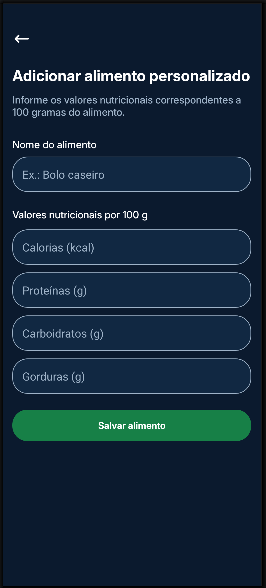 Adicionar alimento personalizado
Informe os valores nutricionais correspondentes a
100 gramas do alimento.
Nome do alimento
Ex.: Bolo caseiro
Valores nutricionais por 100 g
Calorias (kcal)
Proteínas (g)
Carboidratos (g)
Gorduras (g)
Salvar alimento